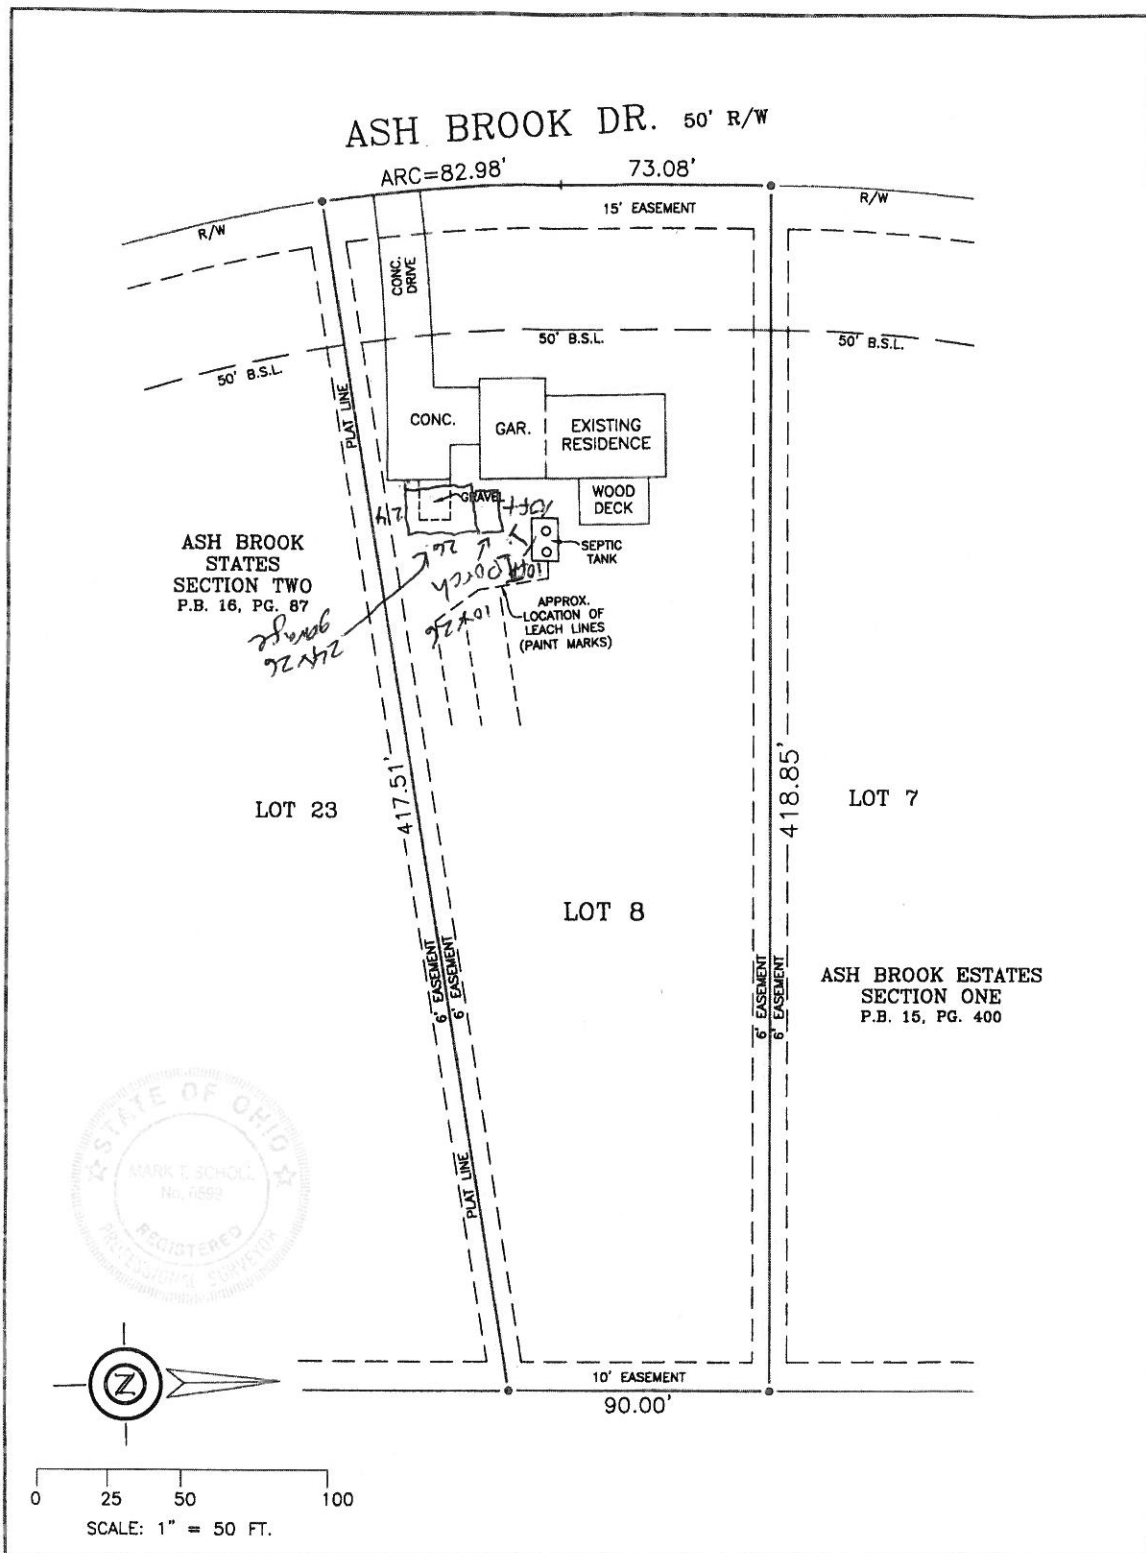 ASH BROOK DR. 50' R/W
ARC=82.98' 73.08'
R/W
15' EASEMENT
R/W
CONC.
DRIVE
50' B.S.L.
50' B.S.L.
50' B.S.L.
PLAT LINE
CONC.
GAR.
EXISTING
RESIDENCE
GRAVEL
WOOD
DECK
10ft
24
26
SEPTIC
TANK
10ft
Porch
10x26
24x26
garage
ASH BROOK
STATES
SECTION TWO
P.B. 16, PG. 87
APPROX.
LOCATION OF
LEACH LINES
(PAINT MARKS)
417.51'
418.85'
LOT 23
LOT 7
LOT 8
6' EASEMENT
6' EASEMENT
6' EASEMENT
6' EASEMENT
ASH BROOK ESTATES
SECTION ONE
P.B. 15, PG. 400
PLAT LINE
STATE OF OHIO
MARK T. SCHOLL
REGISTERED
PROFESSIONAL SURVEYOR
Z
10' EASEMENT
90.00'
0 25 50 100
SCALE: 1" = 50 FT.